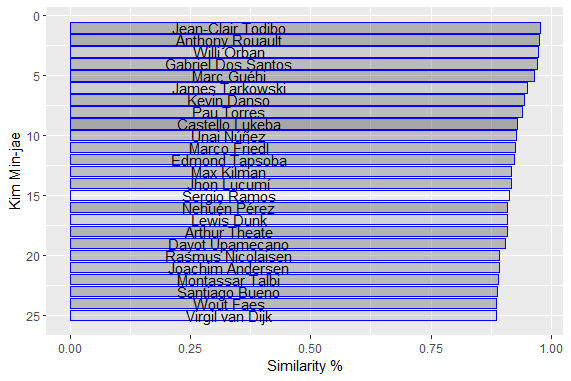 0
Jean-Clair Todibo
Anthony Rouault
Willi Orban
Gabriel Dos Santos
5
Marc Guéhi
James Tarkowski
Kevin Danso
Pau Torres
Castello Lukeba
10
Unai Núñez
Marco Friedl
Edmond Tapsoba
Max Kilman
Jhon Lucumí
15
Sergio Ramos
Nehuén Pérez
Lewis Dunk
Arthur Theate
Dayot Upamecano
20
Rasmus Nicolaisen
Joachim Andersen
Montassar Talbi
Santiago Bueno
Wout Faes
25
Virgil van Dijk
Kim Min-jae
0.00 0.25 0.50 0.75 1.00
Similarity %